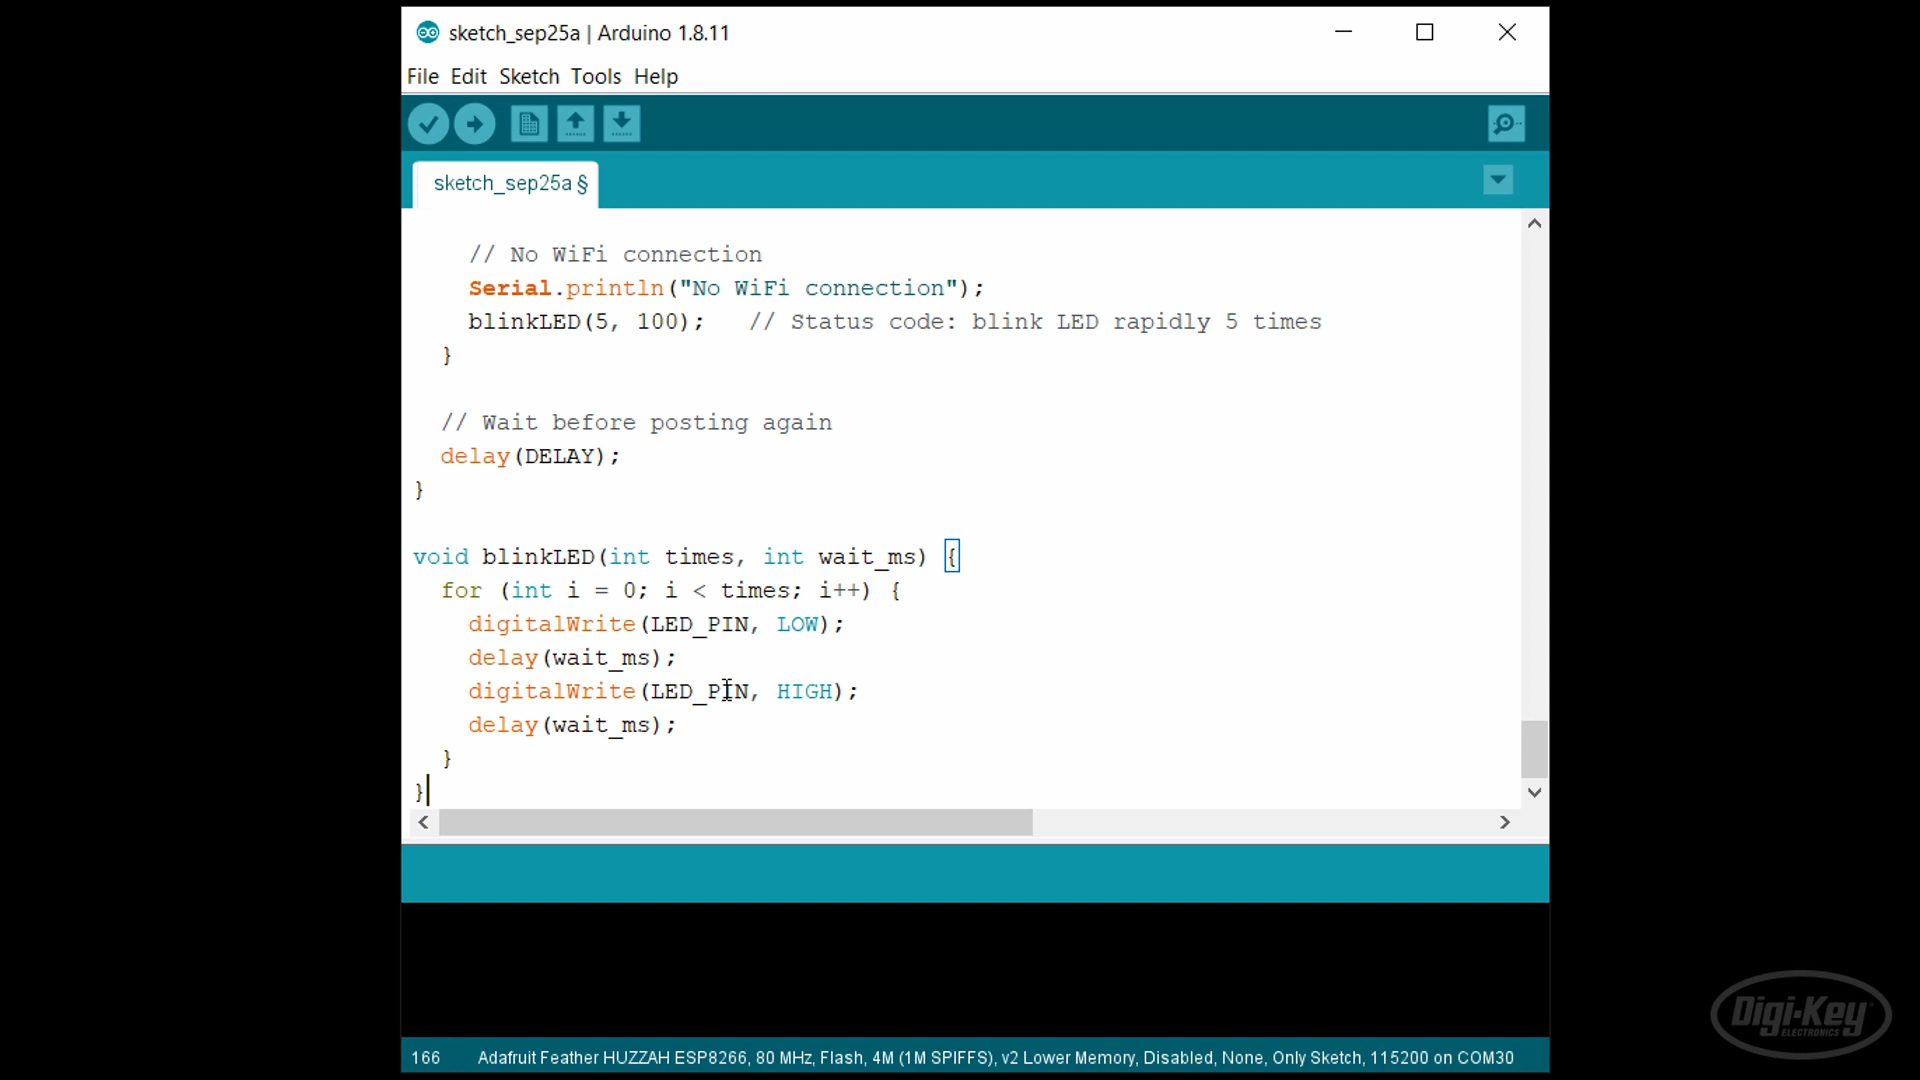 sketch_sep25a | Arduino 1.8.11
File Edit Sketch Tools Help
sketch_sep25a §
// No WiFi connection
Serial.println("No WiFi connection");
blinkLED(5, 100);   // Status code: blink LED rapidly 5 times
}
// Wait before posting again
delay(DELAY);
}
void blinkLED(int times, int wait_ms) {
for (int i = 0; i < times; i++) {
digitalWrite(LED_PIN, LOW);
delay(wait_ms);
digitalWrite(LED_PIN, HIGH);
delay(wait_ms);
}
}
166 Adafruit Feather HUZZAH ESP8266, 80 MHz, Flash, 4M (1M SPIFFS), v2 Lower Memory, Disabled, None, Only Sketch, 115200 on COM30
Digi-Key
ELECTRONICS